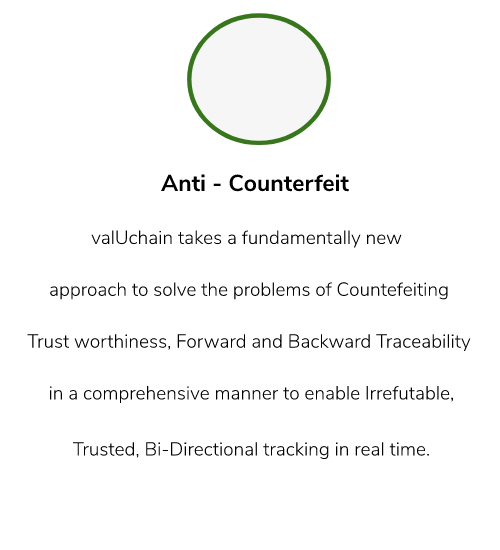 Anti - Counterfeit
valUchain takes a fundamentally new
approach to solve the problems of Countefeiting
Trust worthiness, Forward and Backward Traceability
in a comprehensive manner to enable Irrefutable,
Trusted, Bi-Directional tracking in real time.